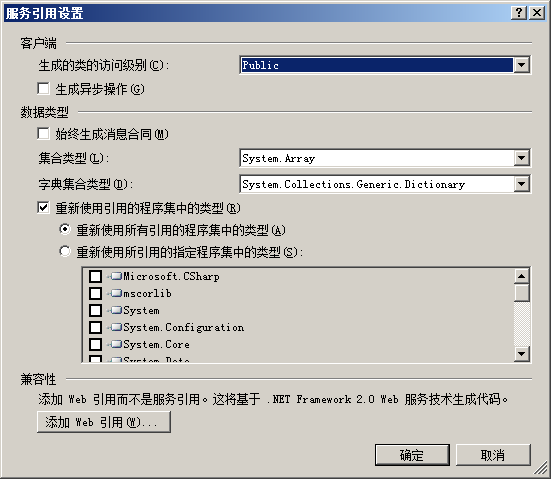 服务引用设置
客户端
生成的类的访问级别(C):
Public
生成异步操作(G)
数据类型
始终生成消息合同(M)
集合类型(L):
System.Array
字典集合类型(D):
System.Collections.Generic.Dictionary
重新使用引用的程序集中的类型(R)
重新使用所有引用的程序集中的类型(A)
重新使用所引用的指定程序集中的类型(S):
Microsoft.CSharp
mscorlib
System
System.Configuration
System.Core
System.Data
兼容性
添加 Web 引用而不是服务引用。这将基于 .NET Framework 2.0 Web 服务技术生成代码。
添加 Web 引用(W)...
确定
取消